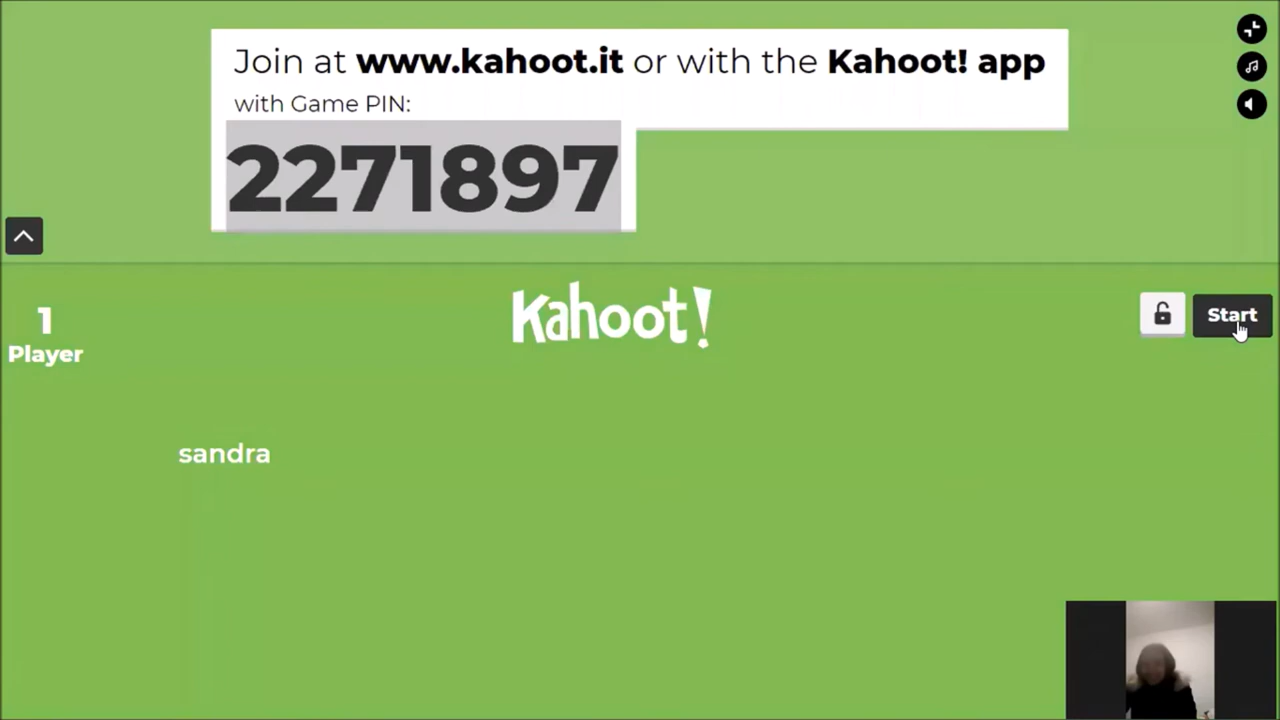 Join at www.kahoot.it or with the Kahoot! app
with Game PIN:
2271897
1
Player
Kahoot!
Start
sandra